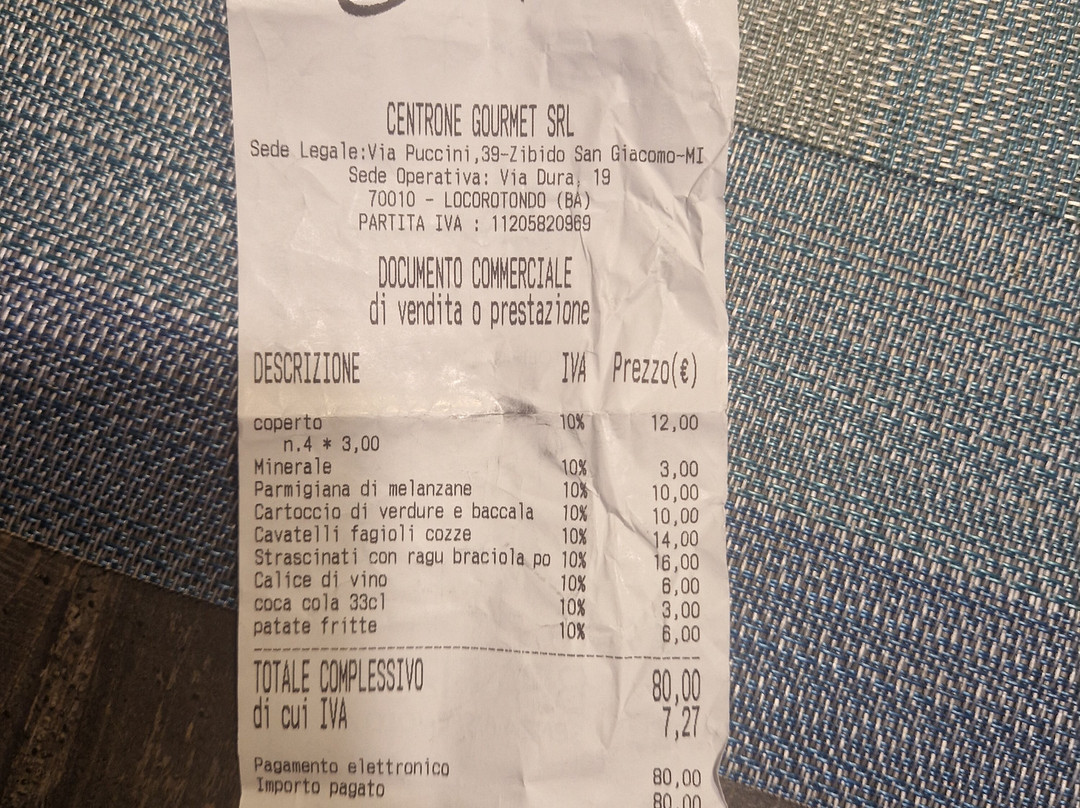 CENTRONE GOURMET SRL
Sede Legale:Via Puccini,39-Zibido San Giacomo-MI
Sede Operativa: Via Dura, 19
70010 - LOCOROTONDO (BA)
PARTITA IVA : 11205820969
DOCUMENTO COMMERCIALE
di vendita o prestazione
DESCRIZIONE IVA Prezzo(€)
coperto 10% 12,00
n.4 * 3,00
Minerale 10% 3,00
Parmigiana di melanzane 10% 10,00
Cartoccio di verdure e baccala 10% 10,00
Cavatelli fagioli cozze 10% 14,00
Strascinati con ragu braciola po 10% 16,00
Calice di vino 10% 6,00
coca cola 33cl 10% 3,00
patate fritte 10% 6,00
TOTALE COMPLESSIVO 80,00
di cui IVA 7,27
Pagamento elettronico 80,00
Importo pagato 80,00